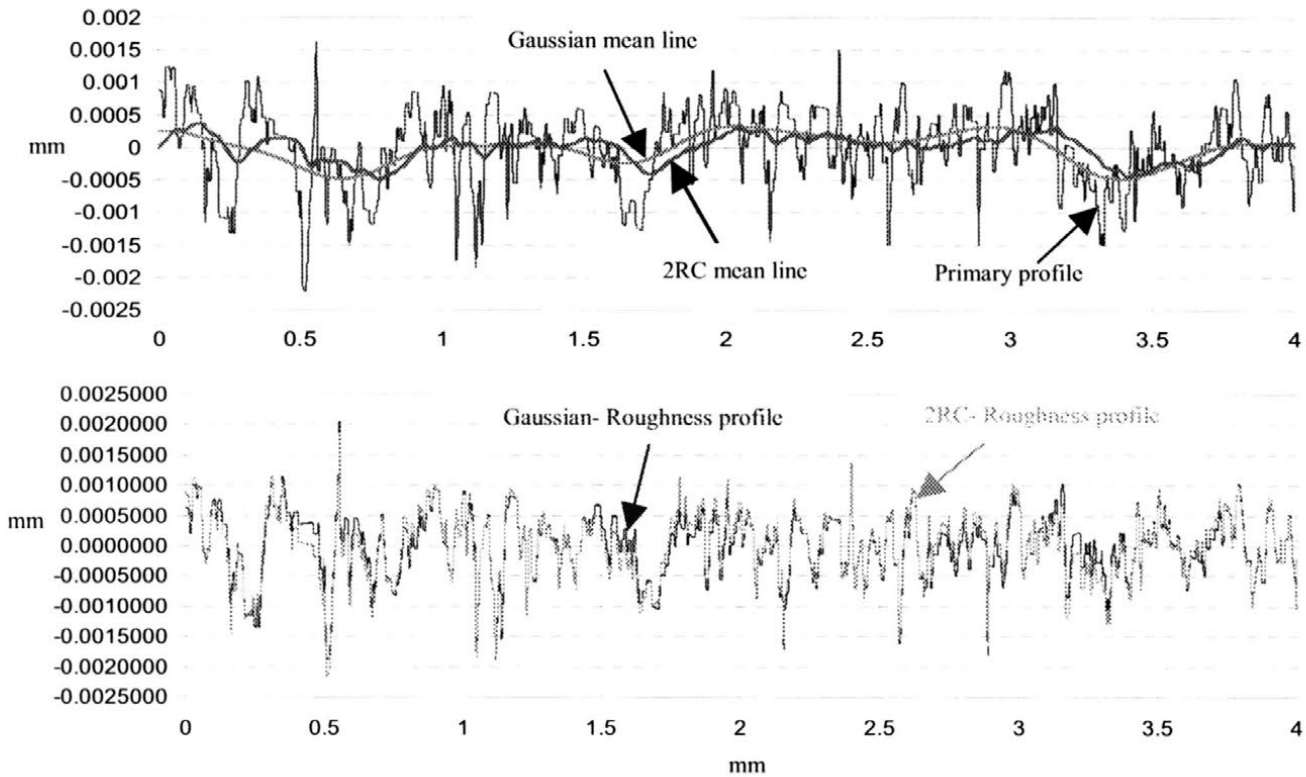 0.002
Gaussian mean line
0.0015
0.001
0.0005
mm
0
-0.0005
-0.001
-0.0015
2RC mean line
Primary profile
-0.002
-0.0025
0 0.5 1 1.5 2 2.5 3 3.5 4
0.0025000
Gaussian- Roughness profile
2RC- Roughness profile
0.0020000
0.0015000
0.0010000
0.0005000
mm
0.0000000
-0.0005000
-0.0010000
-0.0015000
-0.0020000
-0.0025000
0 0.5 1 1.5 2 2.5 3 3.5 4
mm